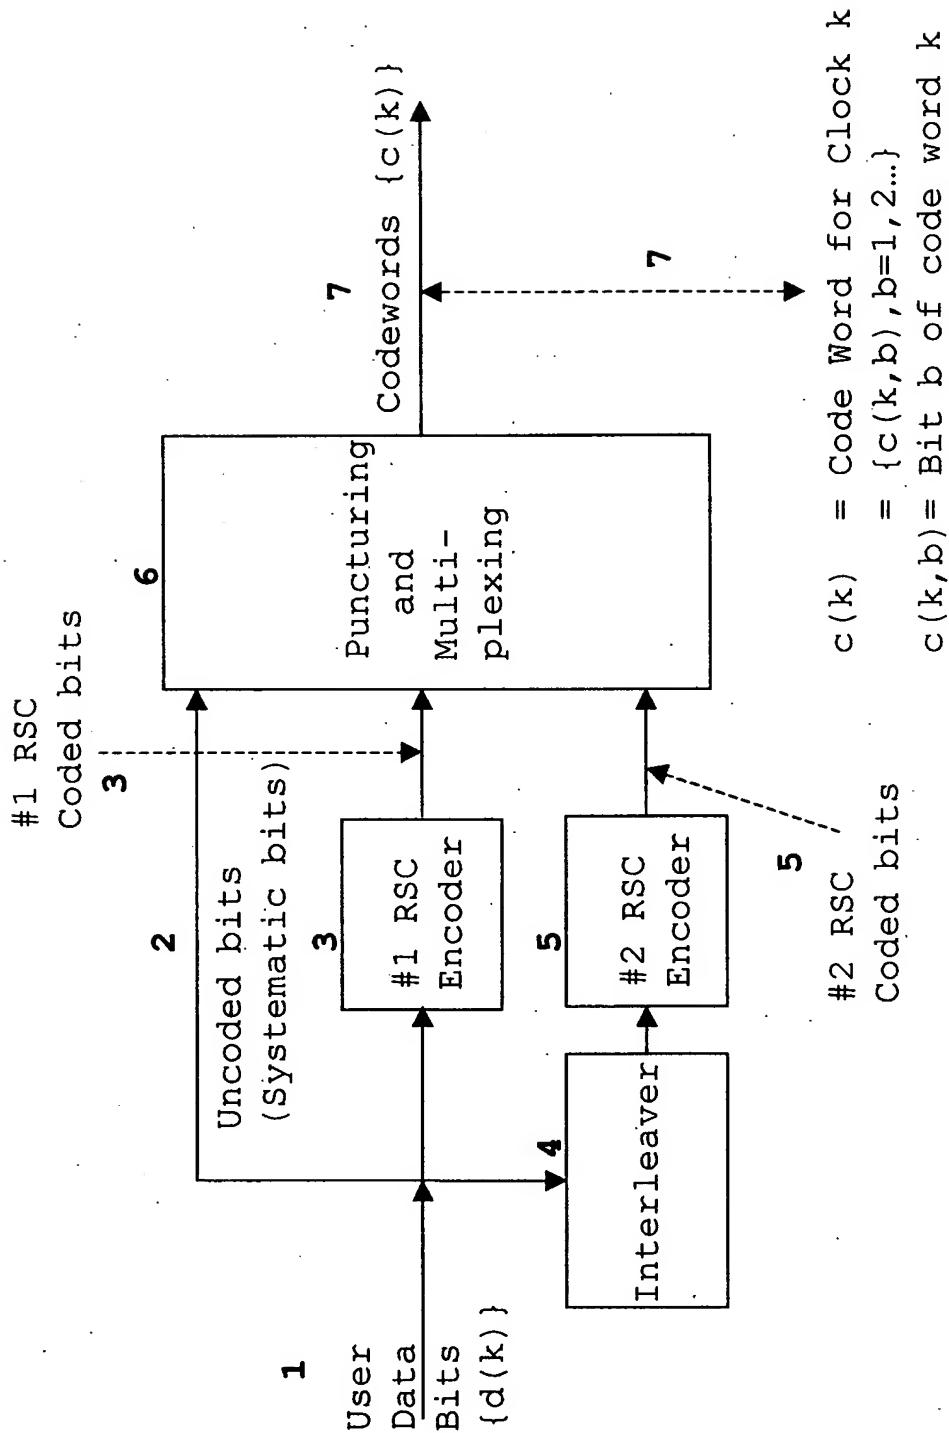 #1 RSC
Coded bits
3
2
Uncoded bits
(Systematic bits)
6
Puncturing
and
Multi-
plexing
7
Codewords {c(k)}
1
User
Data
Bits
{d(k)}
3
#1 RSC
Encoder
4
Interleaver
5
#2 RSC
Encoder
5
#2 RSC
Coded bits
7
c(k) = Code Word for Clock k
= {c(k,b),b=1,2…}
c(k,b)= Bit b of code word k